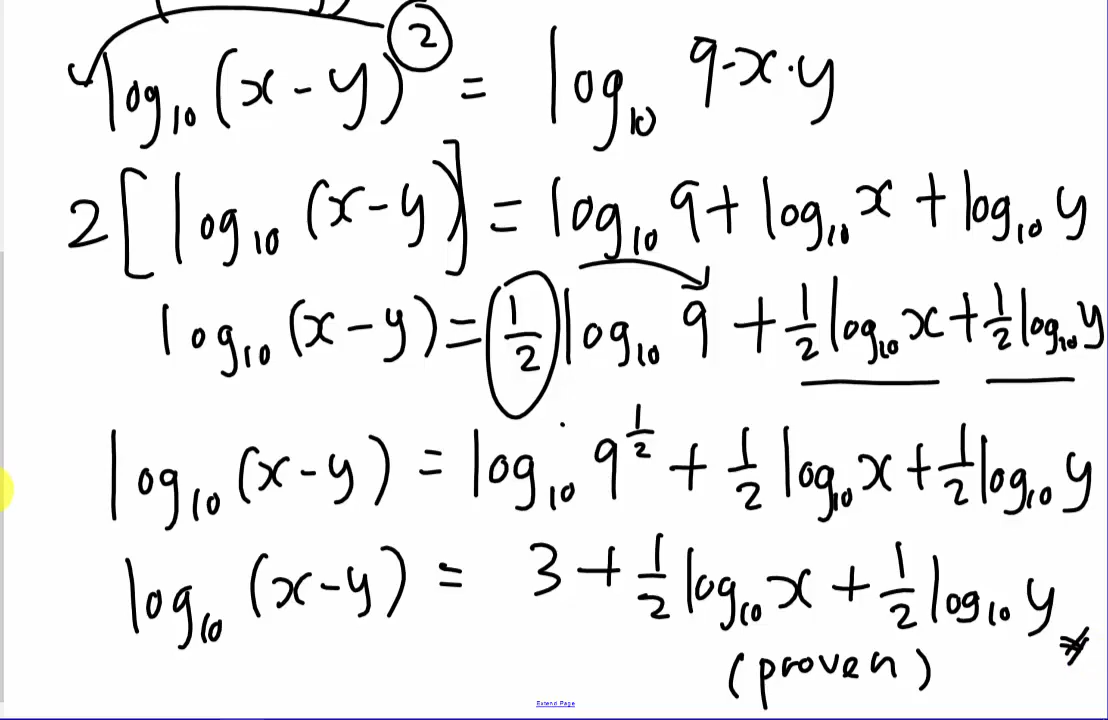 log₁₀ (x-y)² = log₁₀ 9·x·y
2[log₁₀ (x-y)] = log₁₀ 9 + log₁₀ x + log₁₀ y
log₁₀ (x-y) = ½ log₁₀ 9 + ½ log₁₀ x + ½ log₁₀ y
log₁₀ (x-y) = log₁₀ 9^½ + ½ log₁₀ x + ½ log₁₀ y
log₁₀ (x-y) = 3 + ½ log₁₀ x + ½ log₁₀ y
(proven)
Extend Page